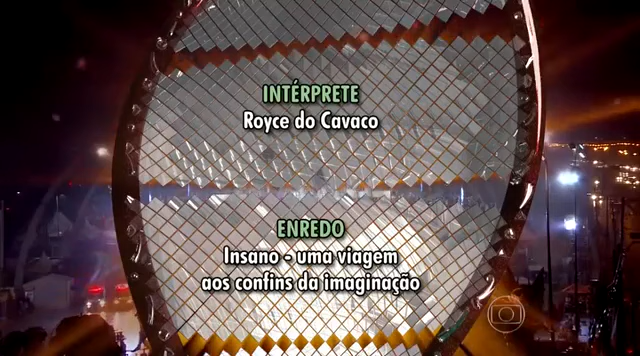 INTÉRPRETE
Royce do Cavaco
ENREDO
Insano - uma viagem
aos confins da imaginação